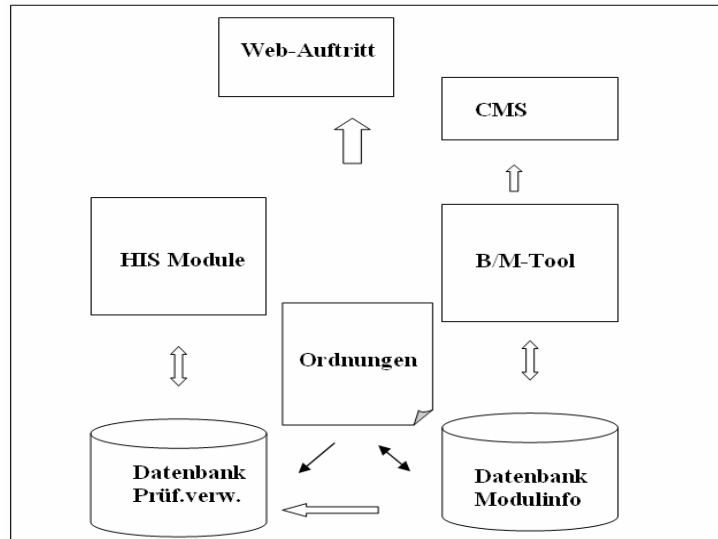 Web-Auftritt
CMS
HIS Module
B/M-Tool
Ordnungen
Datenbank
Prüf.verw.
Datenbank
Modulinfo